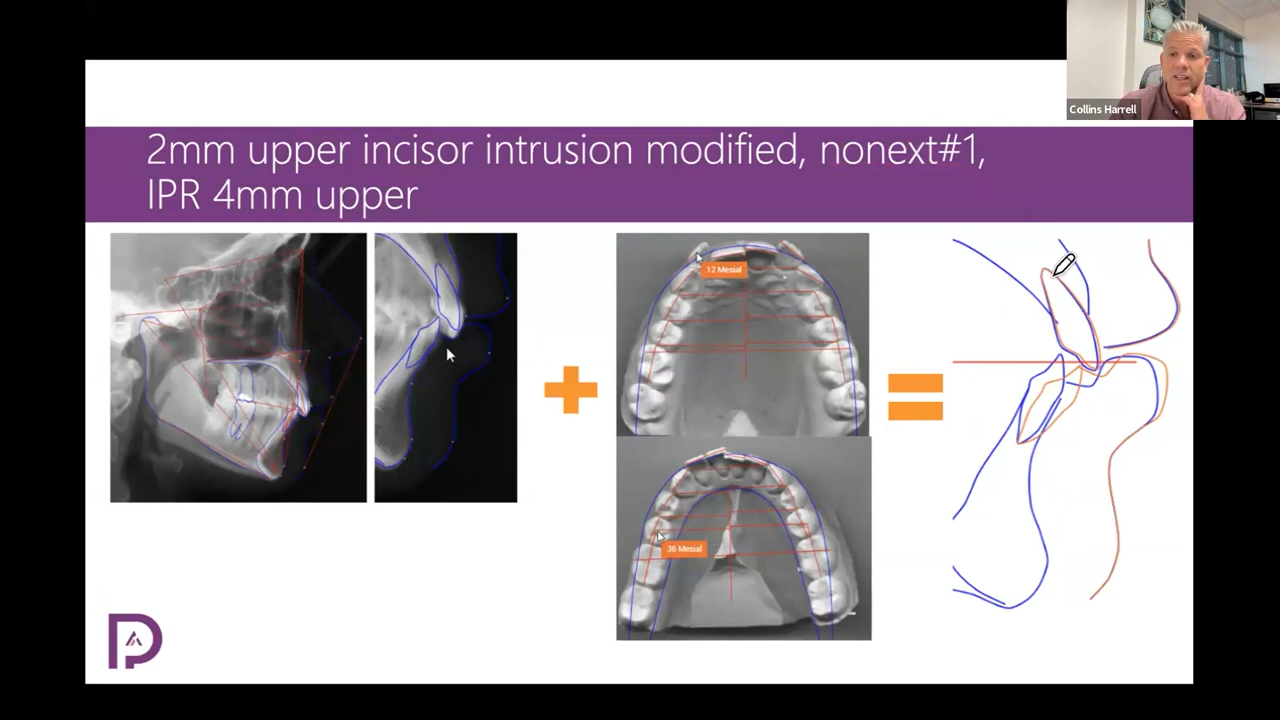 Collins Harrell
2mm upper incisor intrusion modified, nonext#1,
IPR 4mm upper
12 Mesial
36 Mesial